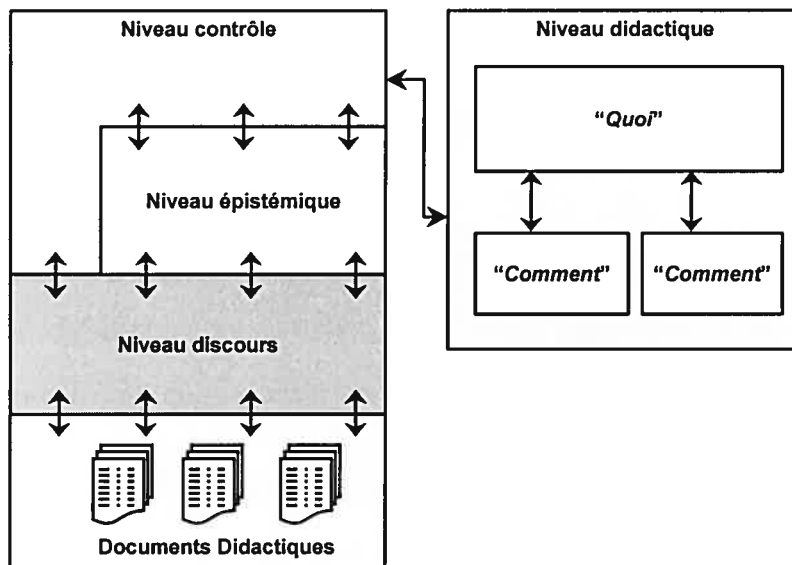 Niveau contrôle
Niveau épistémique
Niveau discours
Documents Didactiques
Niveau didactique
“Quoi”
“Comment” “Comment”